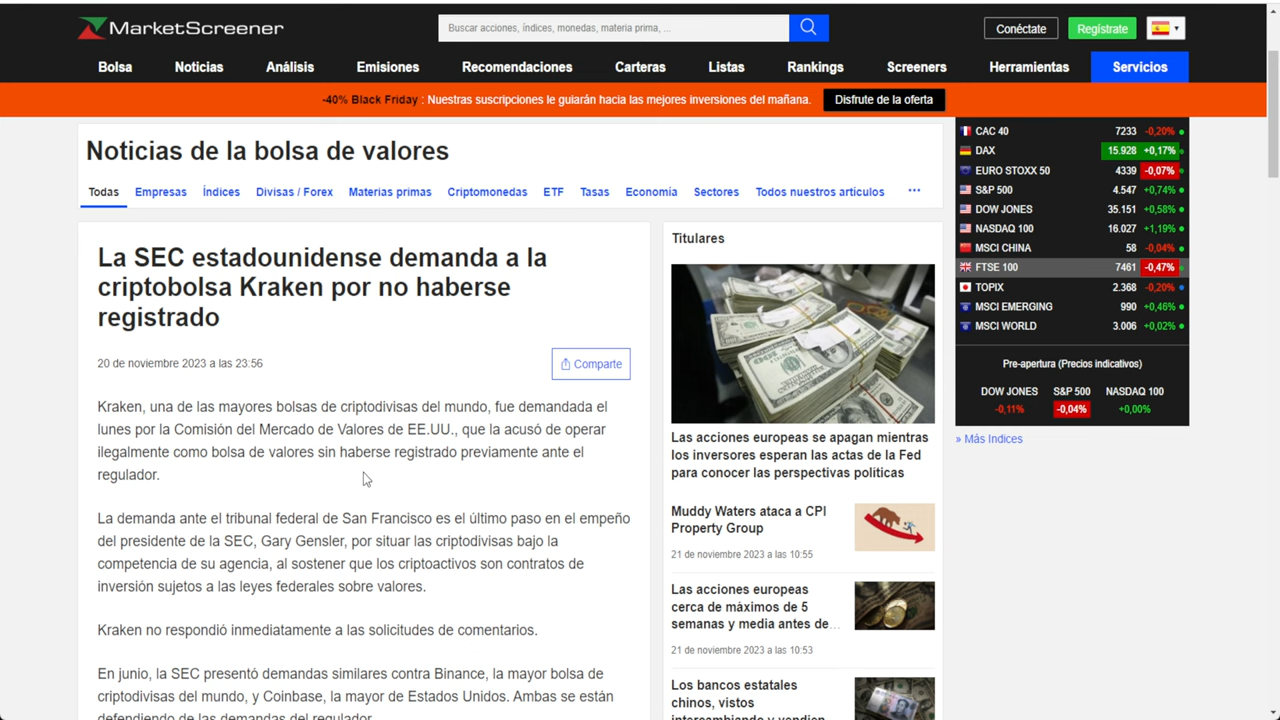 MarketScreener
Buscar acciones, índices, monedas, materia prima, ...
Conéctate
Regístrate
Bolsa
Noticias
Análisis
Emisiones
Recomendaciones
Carteras
Listas
Rankings
Screeners
Herramientas
Servicios
-40% Black Friday : Nuestras suscripciones le guiarán hacia las mejores inversiones del mañana.
Disfrute de la oferta
Noticias de la bolsa de valores
Todas
Empresas
Índices
Divisas / Forex
Materias primas
Criptomonedas
ETF
Tasas
Economía
Sectores
Todos nuestros artículos
...
La SEC estadounidense demanda a la
criptobolsa Kraken por no haberse
registrado
20 de noviembre 2023 a las 23:56
Comparte
Kraken, una de las mayores bolsas de criptodivisas del mundo, fue demandada el
lunes por la Comisión del Mercado de Valores de EE.UU., que la acusó de operar
ilegalmente como bolsa de valores sin haberse registrado previamente ante el
regulador.
La demanda ante el tribunal federal de San Francisco es el último paso en el empeño
del presidente de la SEC, Gary Gensler, por situar las criptodivisas bajo la
competencia de su agencia, al sostener que los criptoactivos son contratos de
inversión sujetos a las leyes federales sobre valores.
Kraken no respondió inmediatamente a las solicitudes de comentarios.
En junio, la SEC presentó demandas similares contra Binance, la mayor bolsa de
criptodivisas del mundo, y Coinbase, la mayor de Estados Unidos. Ambas se están
defendiendo de las demandas del regulador.
Titulares
Las acciones europeas se apagan mientras
los inversores esperan las actas de la Fed
para conocer las perspectivas políticas
Muddy Waters ataca a CPI
Property Group
21 de noviembre 2023 a las 10:55
Las acciones europeas
cerca de máximos de 5
semanas y media antes de...
21 de noviembre 2023 a las 10:53
Los bancos estatales
chinos, vistos
intercambiando y vendien
CAC 40 7233 -0,20%
DAX 15.928 +0,17%
EURO STOXX 50 4339 -0,07%
S&P 500 4.547 +0,74%
DOW JONES 35.151 +0,58%
NASDAQ 100 16.027 +1,19%
MSCI CHINA 58 -0,04%
FTSE 100 7461 -0,47%
TOPIX 2.368 -0,20%
MSCI EMERGING 990 +0,46%
MSCI WORLD 3.006 +0,02%
Pre-apertura (Precios indicativos)
DOW JONES S&P 500 NASDAQ 100
-0,11% -0,04% +0,00%
» Más Indices